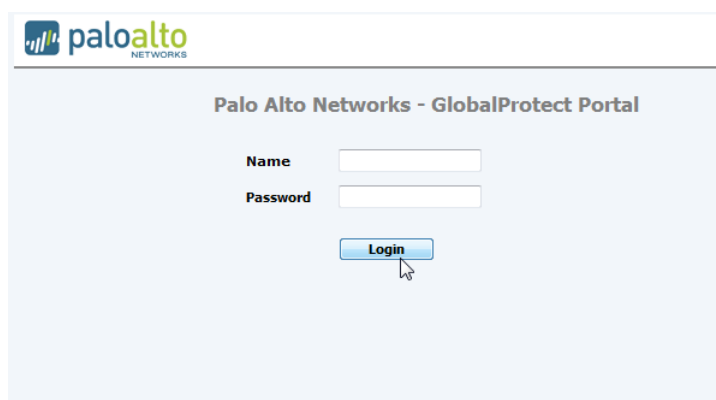 paloalto
NETWORKS
Palo Alto Networks - GlobalProtect Portal
Name
Password
Login